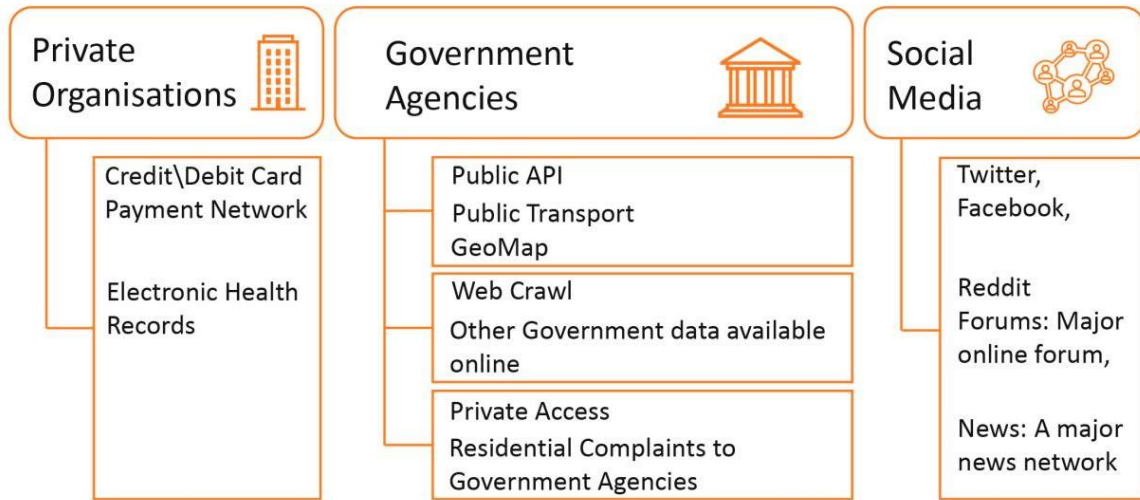 Private
Organisations
Credit\Debit Card
Payment Network
Electronic Health
Records
Government
Agencies
Public API
Public Transport
GeoMap
Web Crawl
Other Government data available
online
Private Access
Residential Complaints to
Government Agencies
Social
Media
Twitter,
Facebook,
Reddit
Forums: Major
online forum,
News: A major
news network